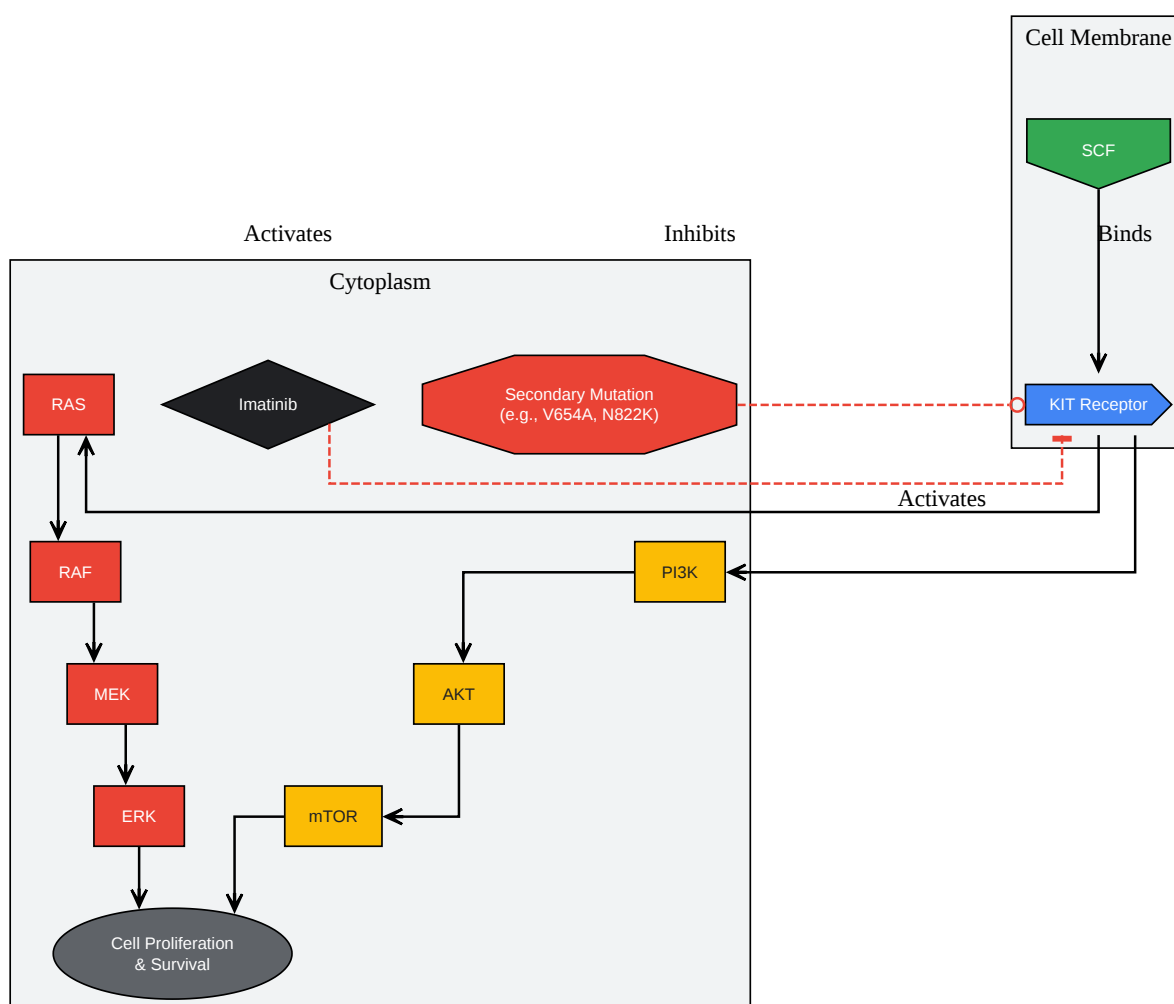 Cell Membrane
SCF
Activates
Inhibits
Binds
Cytoplasm
RAS
Imatinib
Secondary Mutation
(e.g., V654A, N822K)
KIT Receptor
Activates
RAF
PI3K
MEK
AKT
ERK
mTOR
Cell Proliferation
& Survival